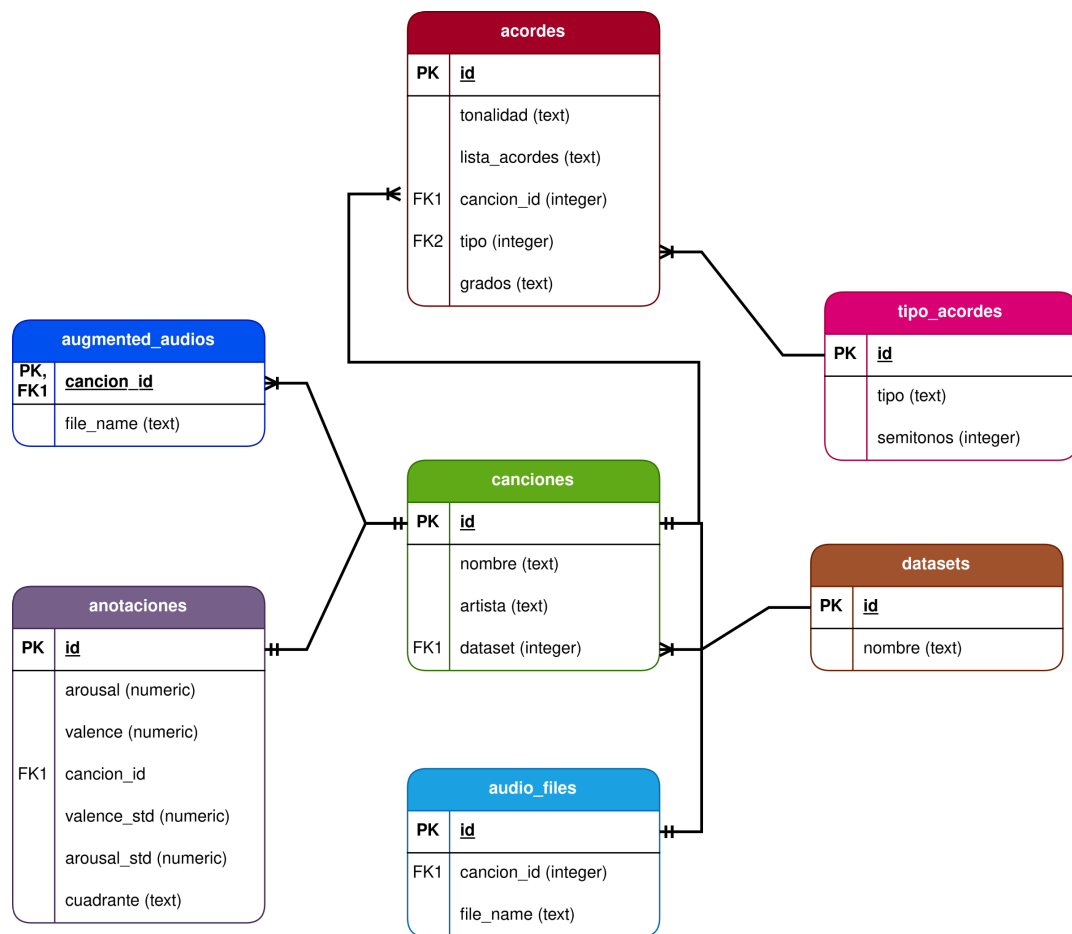 acordes
PK id
tonalidad (text)
lista_acordes (text)
FK1 cancion_id (integer)
FK2 tipo (integer)
grados (text)
tipo_acordes
PK id
tipo (text)
semitonos (integer)
augmented_audios
PK,
FK1 cancion_id
file_name (text)
canciones
PK id
nombre (text)
artista (text)
FK1 dataset (integer)
datasets
PK id
nombre (text)
anotaciones
PK id
arousal (numeric)
valence (numeric)
FK1 cancion_id
valence_std (numeric)
arousal_std (numeric)
cuadrante (text)
audio_files
PK id
FK1 cancion_id (integer)
file_name (text)